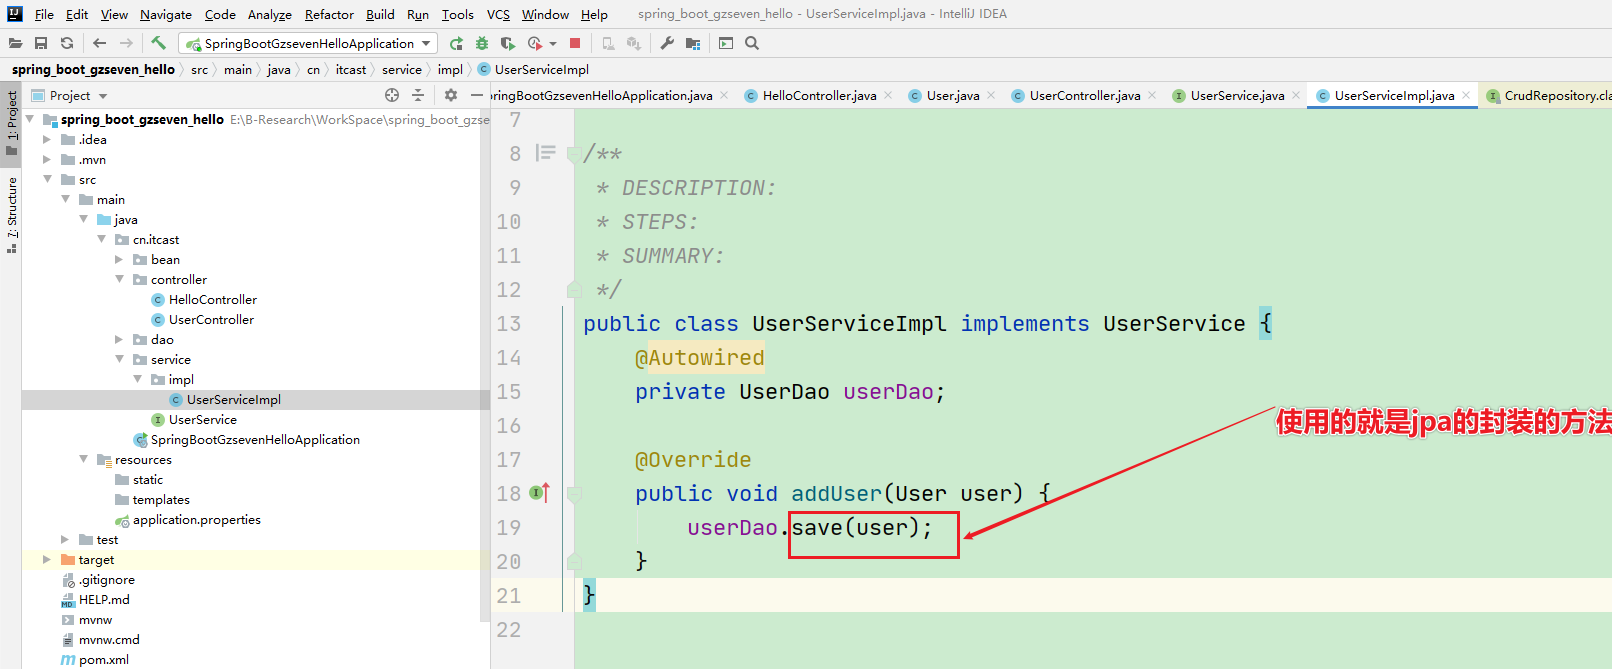 File Edit View Navigate Code Analyze Refactor Build Run Tools VCS Window Help spring_boot_gzseven_hello - UserServiceImpl.java - IntelliJ IDEA
SpringBootGzsevenHelloApplication
spring_boot_gzseven_hello src main java cn itcast service impl UserServiceImpl
Project
pringBootGzsevenHelloApplication.java HelloController.java User.java UserController.java UserService.java UserServiceImpl.java CrudRepository.cla
1: Project
7: Structure
spring_boot_gzseven_hello E:\B-Research\WorkSpace\spring_boot_gzse
.idea
.mvn
src
main
java
cn.itcast
bean
controller
HelloController
UserController
dao
service
impl
UserServiceImpl
UserService
SpringBootGzsevenHelloApplication
resources
static
templates
application.properties
test
target
.gitignore
HELP.md
mvnw
mvnw.cmd
pom.xml
7
8 /**
9 * DESCRIPTION:
10 * STEPS:
11 * SUMMARY:
12 */
13 public class UserServiceImpl implements UserService {
14 @Autowired
15 private UserDao userDao;
16
17 @Override
18 public void addUser(User user) {
19 userDao.save(user);
20 }
21 }
22
使用的就是jpa的封装的方法